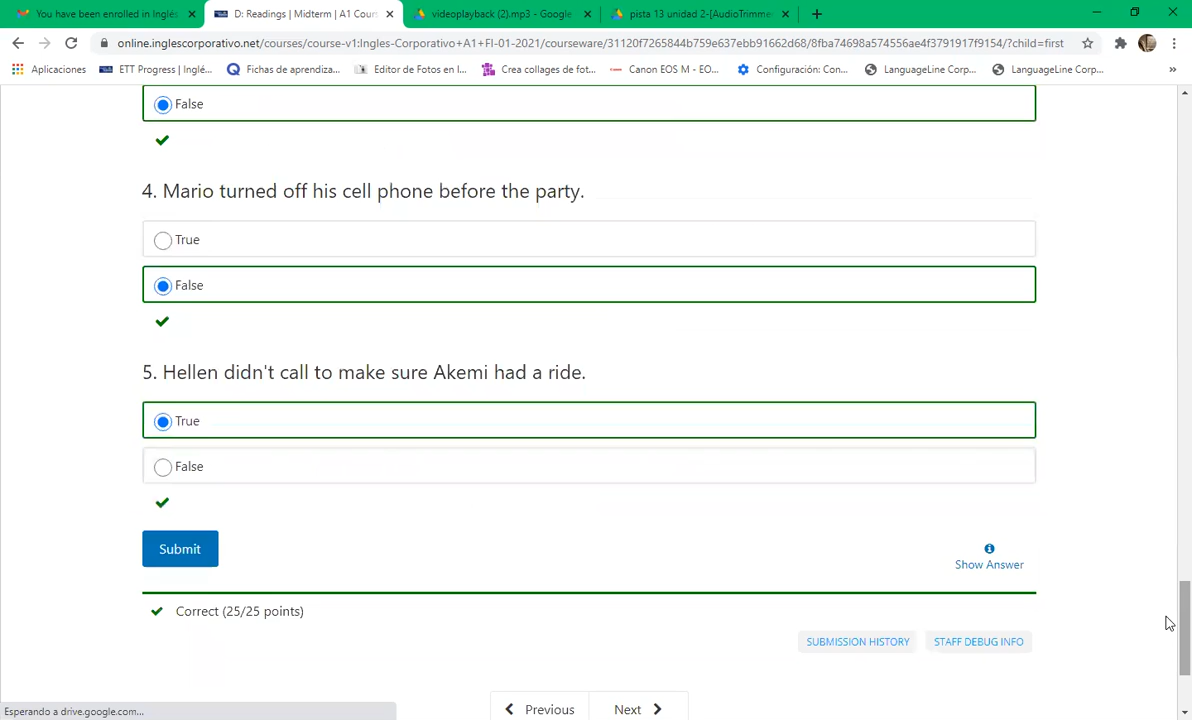 You have been enrolled in Inglés
D: Readings | Midterm | A1 Cour
videoplayback (2).mp3 - Google
pista 13 unidad 2-[AudioTrimme
online.inglescorporativo.net/courses/course-v1:Ingles-Corporativo+A1+FI-01-2021/courseware/31120f7265844b759e637ebb91662d68/8fba74698a574556ae4f3791917f9154/?child=first
Aplicaciones
ETT Progress | Inglé...
Fichas de aprendiza...
Editor de Fotos en l...
Crea collages de fot...
Canon EOS M - EO...
Configuración: Con...
LanguageLine Corp...
LanguageLine Corp...
»
False
4. Mario turned off his cell phone before the party.
True
False
5. Hellen didn't call to make sure Akemi had a ride.
True
False
Submit
Show Answer
Correct (25/25 points)
SUBMISSION HISTORY
STAFF DEBUG INFO
Previous
Next
Esperando a drive.google.com...